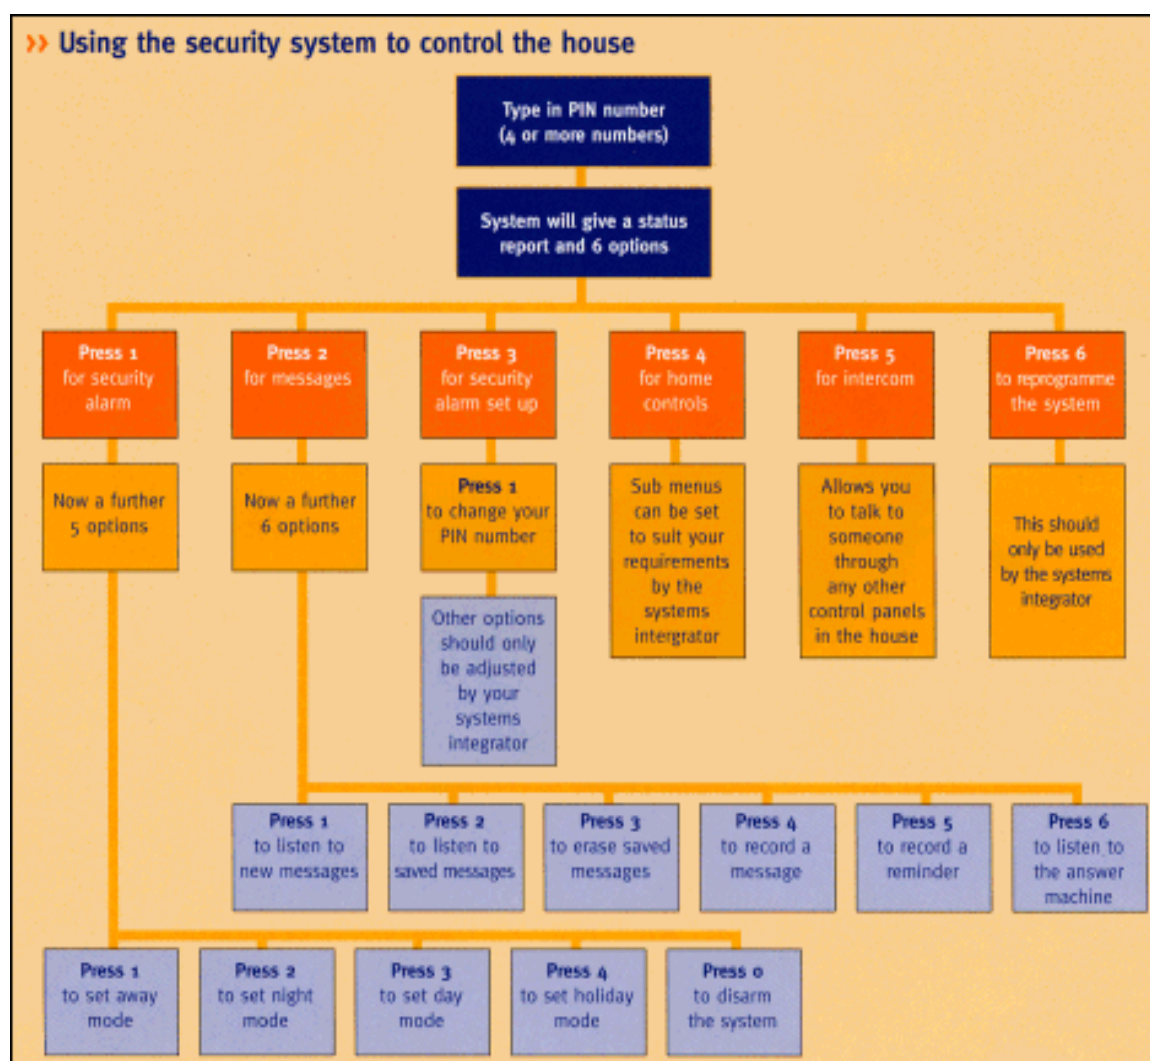 >> Using the security system to control the house
Type in PIN number
(4 or more numbers)
System will give a status
report and 6 options
Press 1
for security
alarm
Press 2
for messages
Press 3
for security
alarm set up
Press 4
for home
controls
Press 5
for intercom
Press 6
to reprogramme
the system
Now a further
5 options
Now a further
6 options
Press 1
to change your
PIN number
Sub menus
can be set
to suit your
requirements
by the
systems
intergrator
Allows you
to talk to
someone
through
any other
control panels
in the house
This should
only be used
by the systems
integrator
Other options
should only
be adjusted
by your
systems
integrator
Press 1
to listen to
new messages
Press 2
to listen to
saved messages
Press 3
to erase saved
messages
Press 4
to record a
message
Press 5
to record a
reminder
Press 6
to listen to
the answer
machine
Press 1
to set away
mode
Press 2
to set night
mode
Press 3
to set day
mode
Press 4
to set holiday
mode
Press 0
to disarm
the system